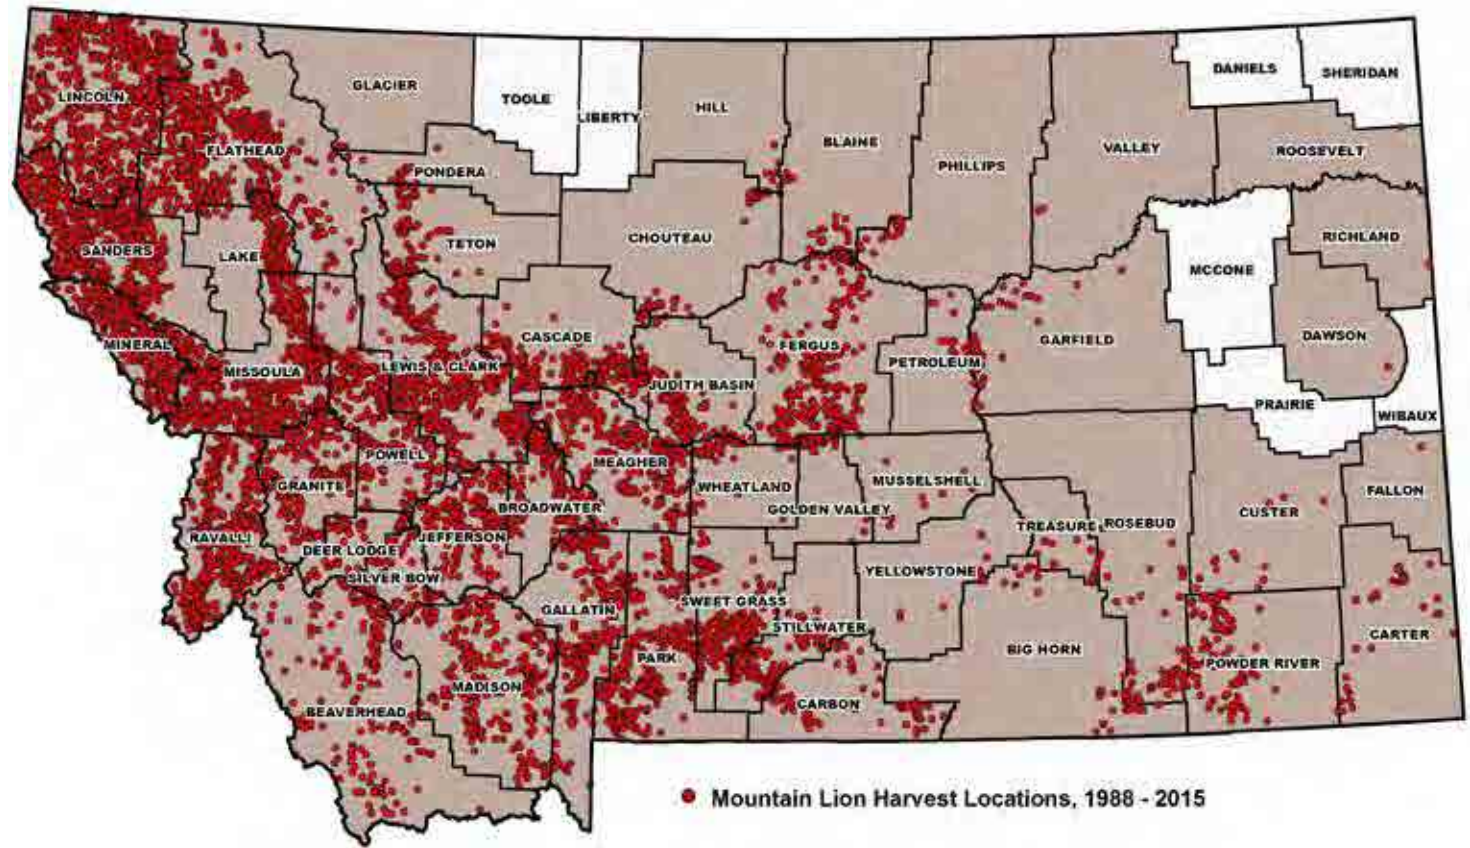 DANIELS
SHERIDAN
GLACIER
TOOLE
LIBERTY
HILL
LINCOLN
FLATHEAD
BLAINE
VALLEY
ROOSEVELT
PHILLIPS
PONDERA
SANDERS
LAKE
TETON
CHOUTEAU
RICHLAND
MCCONE
MINERAL
MISSOULA
LEWIS & CLARK
CASCADE
FERGUS
PETROLEUM
GARFIELD
DAWSON
JUDITH BASIN
PRAIRIE
WIBAUX
POWELL
MEAGHER
GRANITE
WHEATLAND
MUSSELSHELL
FALLON
BROADWATER
GOLDEN VALLEY
TREASURE
ROSEBUD
CUSTER
RAVALLI
DEER LODGE
JEFFERSON
SILVER BOW
YELLOWSTONE
GALLATIN
SWEET GRASS
STILLWATER
CARTER
PARK
BIG HORN
POWDER RIVER
MADISON
BEAVERHEAD
CARBON
Mountain Lion Harvest Locations, 1988 - 2015